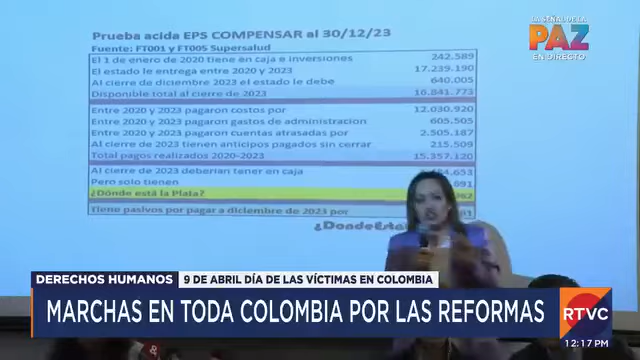 LA SEÑAL DE LA
PAZ
EN DIRECTO
Prueba acida EPS COMPENSAR al 30/12/23
Fuente: FT001 y FT005 Supersalud
El 1 de enero de 2020 tiene en caja e inversiones 242.589
El estado le entrega entre 2020 y 2023 17.239.190
Al cierre de diciembre 2023 el estado le debe 640.005
Disponible total al cierre de 2023 16.841.773
Entre 2020 y 2023 pagaron costos por 12.030.920
Entre 2020 y 2023 pagaron gastos de administracion 605.505
Entre 2020 y 2023 pagaron cuentas atrasadas por 2.505.187
Al cierre de 2023 tienen anticipos pagados sin cerrar 215.509
Total pagos realizados 2020-2023 15.357.120
Al cierre de 2023 deberian tener en caja
Pero solo tienen
¿Dónde está la Plata?
Tiene pasivos por pagar a diciembre de 2023 por
DERECHOS HUMANOS 9 DE ABRIL DÍA DE LAS VÍCTIMAS EN COLOMBIA
MARCHAS EN TODA COLOMBIA POR LAS REFORMAS
RTVC
12:17 PM